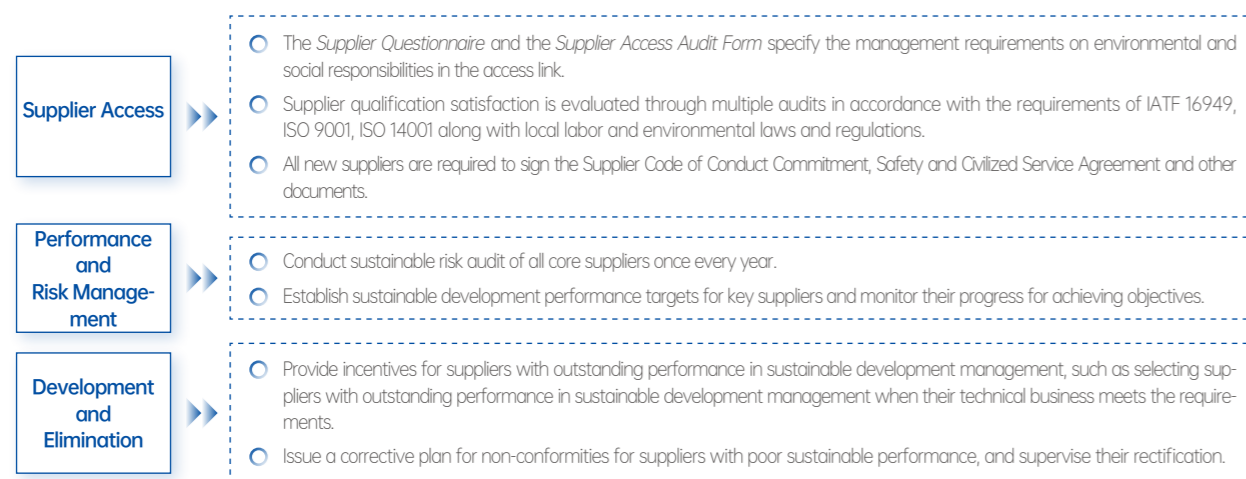 Supplier Access
The Supplier Questionnaire and the Supplier Access Audit Form specify the management requirements on environmental and
social responsibilities in the access link.
Supplier qualification satisfaction is evaluated through multiple audits in accordance with the requirements of IATF 16949,
ISO 9001, ISO 14001 along with local labor and environmental laws and regulations.
All new suppliers are required to sign the Supplier Code of Conduct Commitment, Safety and Civilized Service Agreement and other
documents.
Performance
and
Risk Manage-
ment
Conduct sustainable risk audit of all core suppliers once every year.
Establish sustainable development performance targets for key suppliers and monitor their progress for achieving objectives.
Development
and
Elimination
Provide incentives for suppliers with outstanding performance in sustainable development management, such as selecting sup-
pliers with outstanding performance in sustainable development management when their technical business meets the require-
ments.
Issue a corrective plan for non-conformities for suppliers with poor sustainable performance, and supervise their rectification.